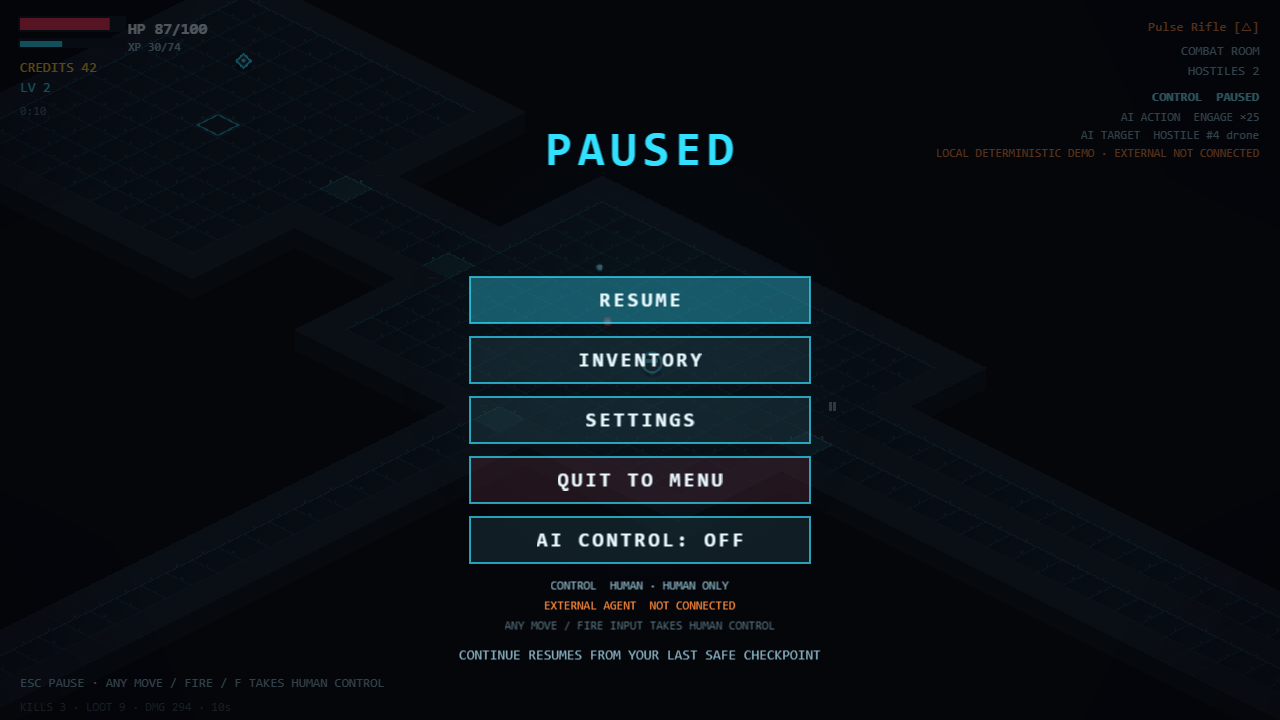 HP 87/100
XP 30/74
CREDITS 42
LV 2
0:10
Pulse Rifle [△]
COMBAT ROOM
HOSTILES 2
CONTROL PAUSED
AI ACTION ENGAGE ×25
AI TARGET HOSTILE #4 drone
LOCAL DETERMINISTIC DEMO · EXTERNAL NOT CONNECTED
PAUSED
RESUME
INVENTORY
SETTINGS
QUIT TO MENU
AI CONTROL: OFF
CONTROL HUMAN · HUMAN ONLY
EXTERNAL AGENT NOT CONNECTED
ANY MOVE / FIRE INPUT TAKES HUMAN CONTROL
CONTINUE RESUMES FROM YOUR LAST SAFE CHECKPOINT
ESC PAUSE · ANY MOVE / FIRE / F TAKES HUMAN CONTROL
KILLS 3 · LOOT 9 · DMG 294 · 10s